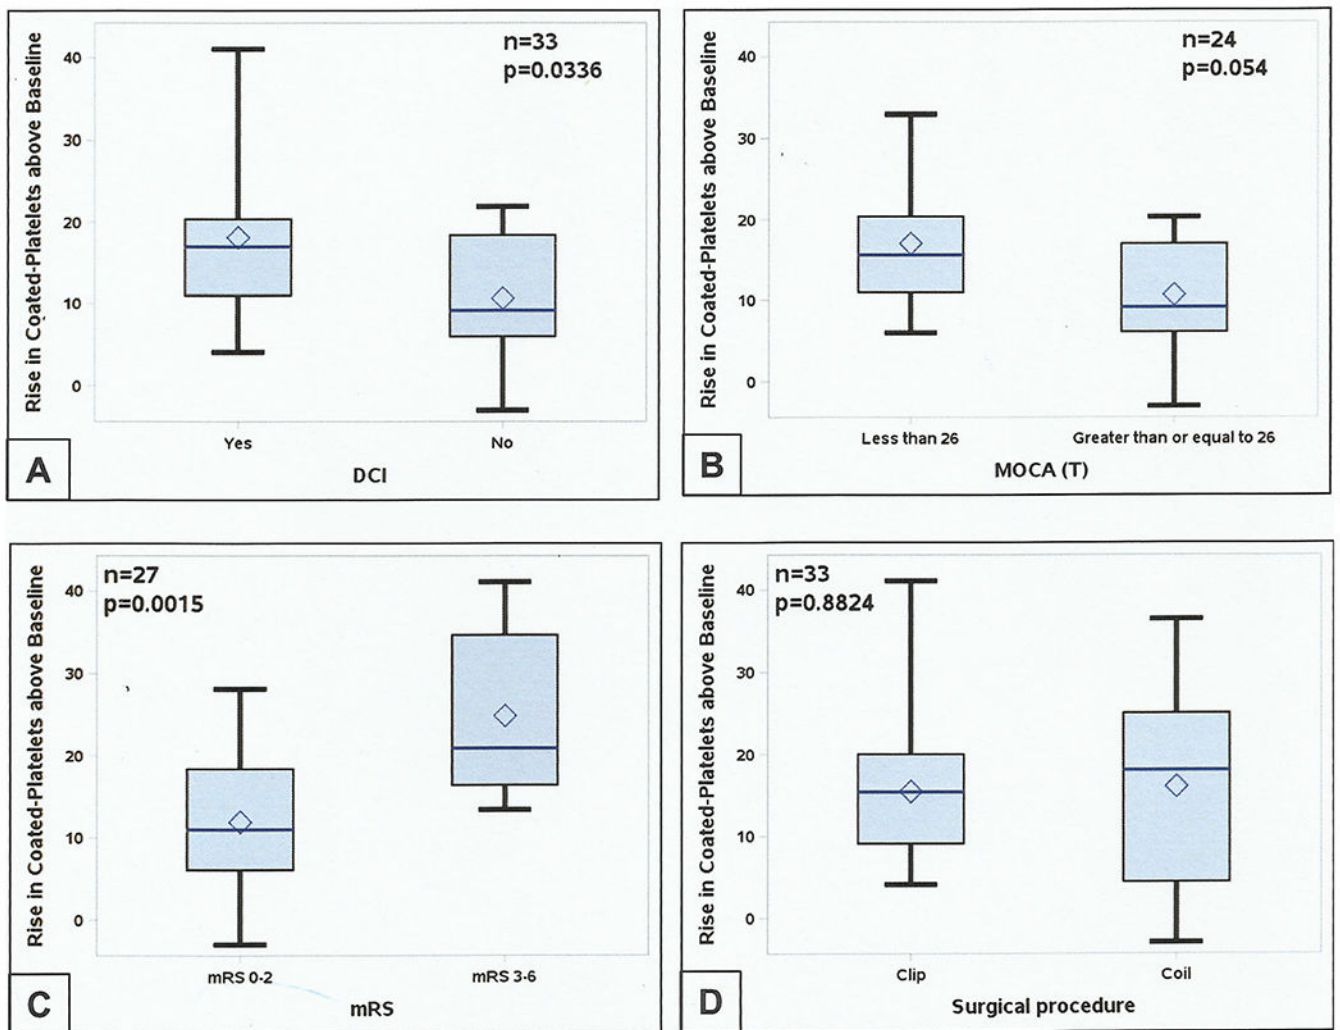 Rise in Coated-Platelets above Baseline
40
30
20
10
0
n=33
p=0.0336
Yes
No
DCI
A
Rise in Coated-Platelets above Baseline
40
30
20
10
0
n=24
p=0.054
Less than 26
Greater than or equal to 26
MOCA (T)
B
Rise in Coated-Platelets above Baseline
40
30
20
10
0
n=27
p=0.0015
mRS 0-2
mRS 3-6
mRS
C
Rise in Coated-Platelets above Baseline
40
30
20
10
0
n=33
p=0.8824
Clip
Coil
Surgical procedure
D